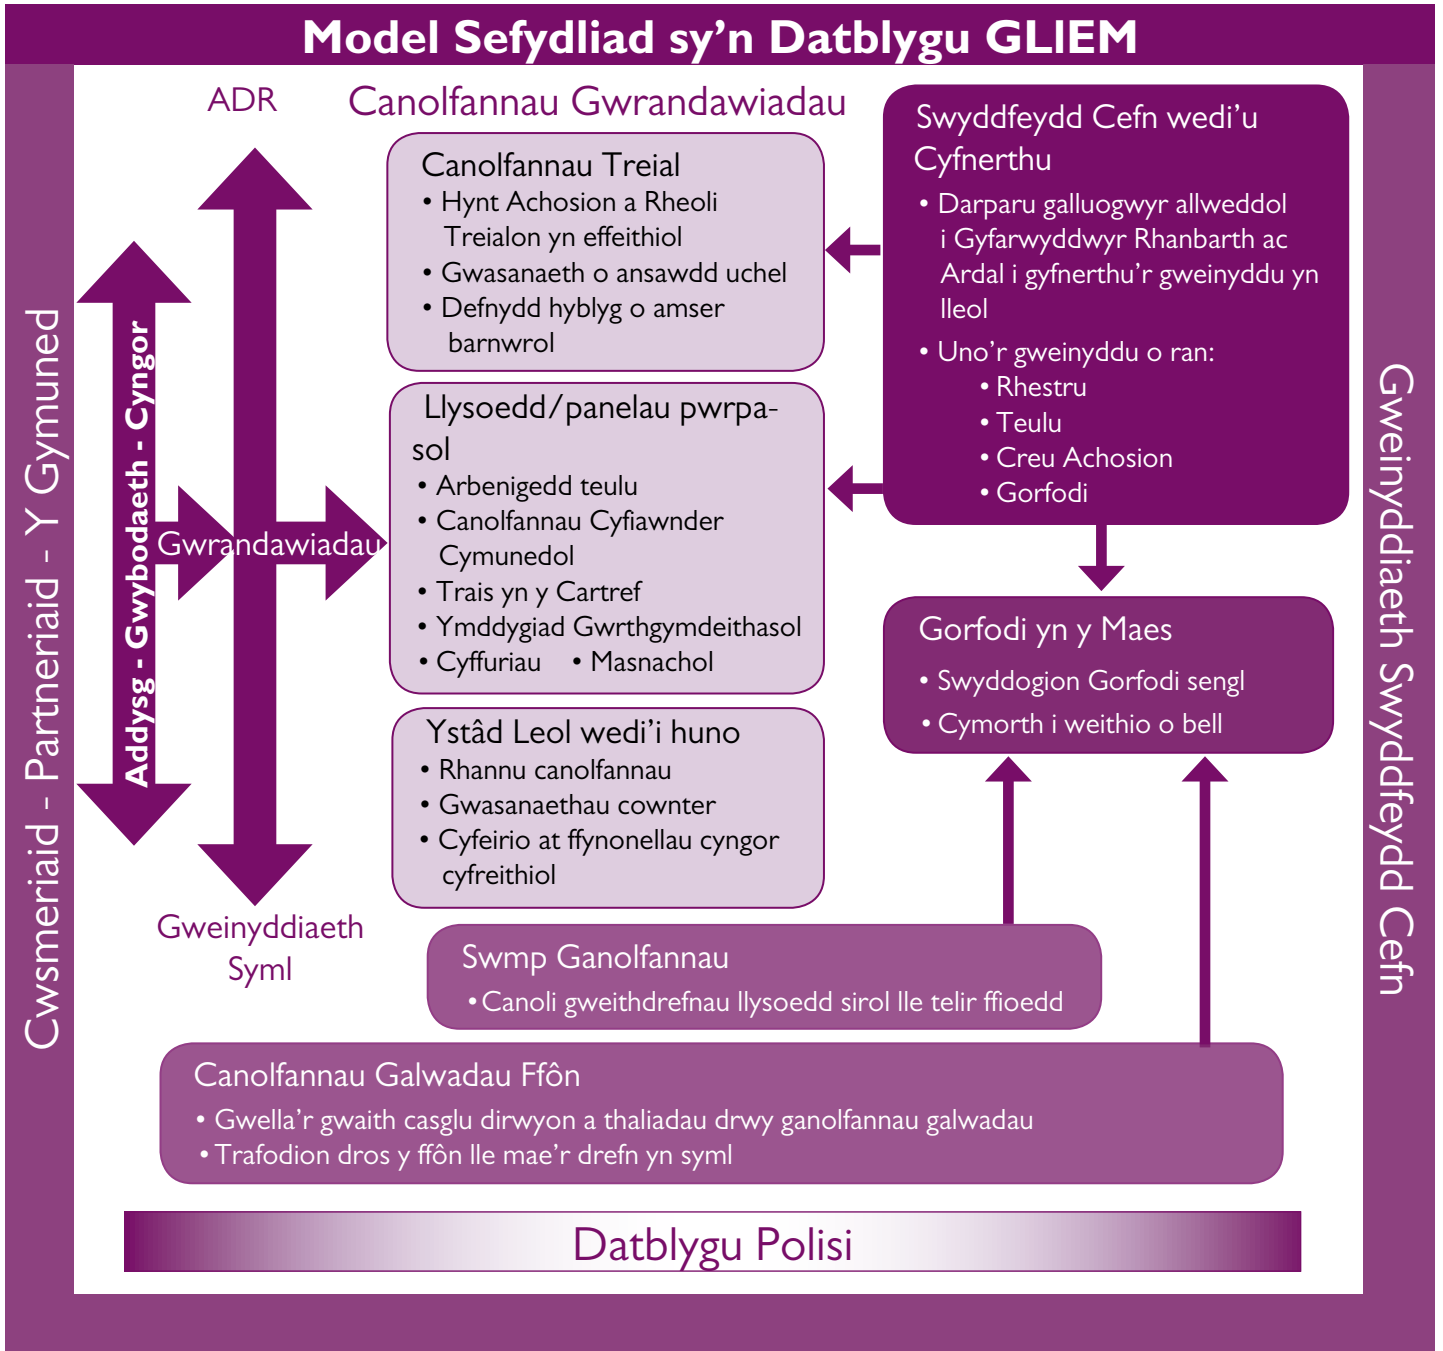 Model Sefydliad sy’n Datblygu GLlEM
Cwsmeriaid - Partneriaid - Y Gymuned
Addysg - Gwybodaeth - Cyngor
ADR
Gwrandawiadau
Gweinyddiaeth
Syml
Canolfannau Gwrandawiadau
Canolfannau Treial
• Hynt Achosion a Rheoli
Treialon yn effeithiol
• Gwasanaeth o ansawdd uchel
• Defnydd hyblyg o amser
barnwrol
Llysoedd/panelau pwrpa-
sol
• Arbenigedd teulu
• Canolfannau Cyfiawnder
Cymunedol
• Trais yn y Cartref
• Ymddygiad Gwrthgymdeithasol
• Cyffuriau • Masnachol
Ystâd Leol wedi’i huno
• Rhannu canolfannau
• Gwasanaethau cownter
• Cyfeirio at ffynonellau cyngor
cyfreithiol
Swyddfeydd Cefn wedi’u
Cyfnerthu
• Darparu galluogwyr allweddol
i Gyfarwyddwyr Rhanbarth ac
Ardal i gyfnerthu’r gweinyddu yn
lleol
• Uno’r gweinyddu o ran:
• Rhestru
• Teulu
• Creu Achosion
• Gorfodi
Gorfodi yn y Maes
• Swyddogion Gorfodi sengl
• Cymorth i weithio o bell
Swmp Ganolfannau
• Canoli gweithdrefnau llysoedd sirol lle telir ffioedd
Canolfannau Galwadau Ffôn
• Gwella’r gwaith casglu dirwyon a thaliadau drwy ganolfannau galwadau
• Trafodion dros y ffôn lle mae’r drefn yn syml
Datblygu Polisi
Gweinyddiaeth Swyddfeydd Cefn